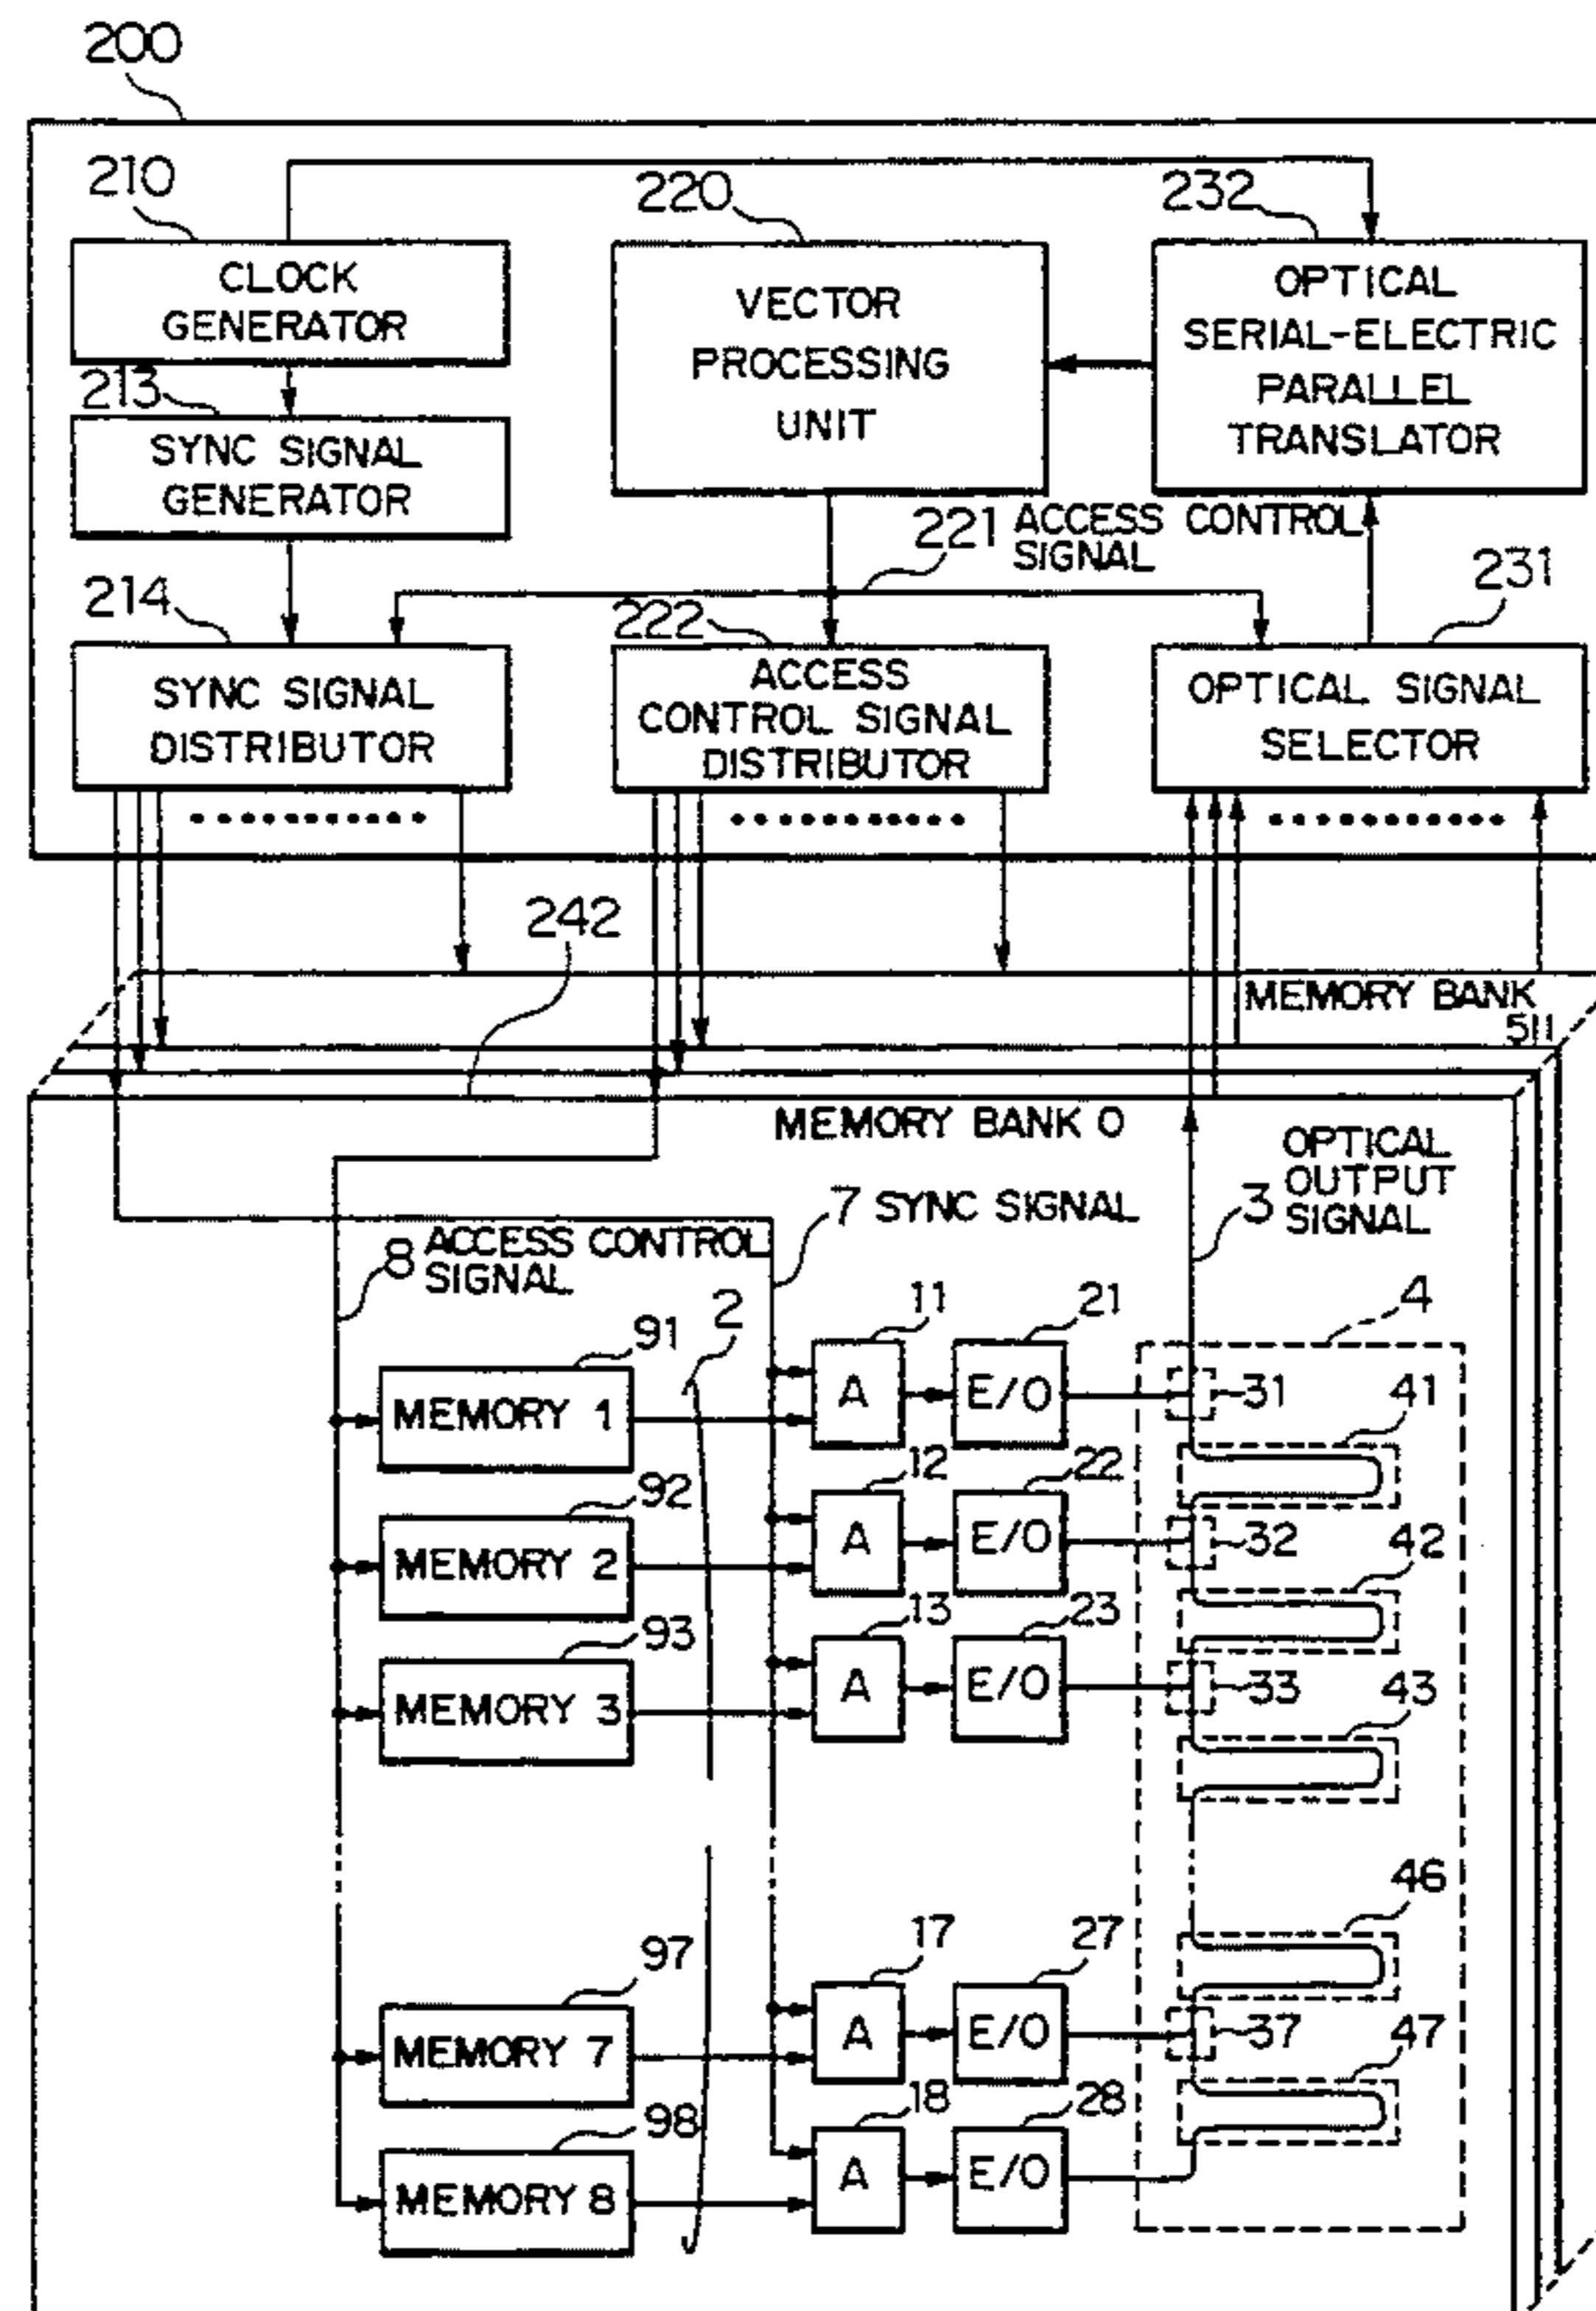 200
210
220
232
CLOCK
GENERATOR
VECTOR
PROCESSING
UNIT
OPTICAL
SERIAL-ELECTRIC
PARALLEL
TRANSLATOR
213
SYNC SIGNAL
GENERATOR
221
ACCESS CONTROL
SIGNAL
231
214
222
SYNC SIGNAL
DISTRIBUTOR
ACCESS
CONTROL SIGNAL
DISTRIBUTOR
OPTICAL SIGNAL
SELECTOR
242
MEMORY BANK
511
MEMORY BANK 0
OPTICAL
OUTPUT
SIGNAL
3
7 SYNC SIGNAL
8 ACCESS CONTROL
SIGNAL
2
11
21
4
91
MEMORY 1
A
E/O
31
41
92
12
22
MEMORY 2
A
E/O
32
42
93
13
23
MEMORY 3
A
E/O
33
43
46
97
17
27
MEMORY 7
A
E/O
37
47
98
18
28
MEMORY 8
A
E/O